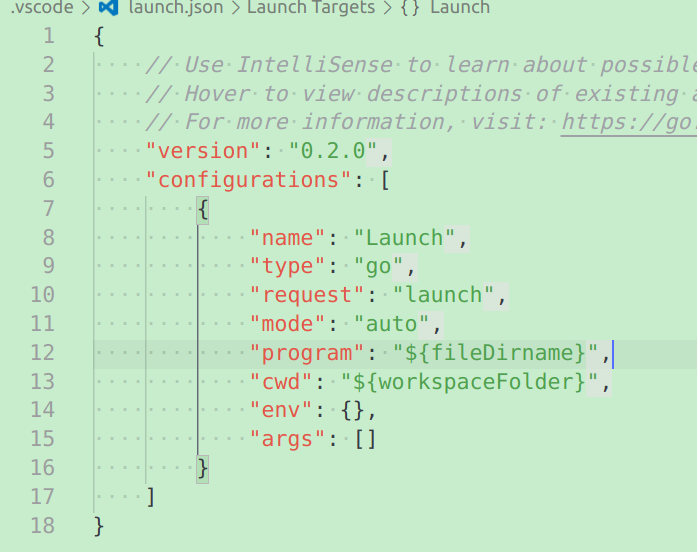 .vscode > launch.json > Launch Targets > {} Launch
1 {
2 // Use IntelliSense to learn about possible
3 // Hover to view descriptions of existing
4 // For more information, visit: https://go
5 "version": "0.2.0",
6 "configurations": [
7 {
8 "name": "Launch",
9 "type": "go",
10 "request": "launch",
11 "mode": "auto",
12 "program": "${fileDirname}",
13 "cwd": "${workspaceFolder}",
14 "env": {},
15 "args": []
16 }
17 ]
18 }